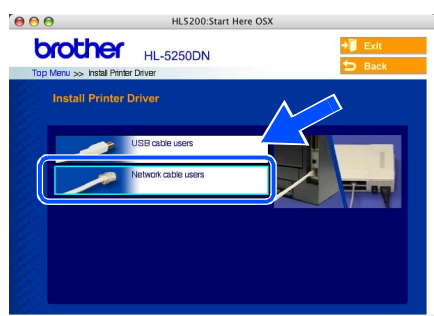 HL5200:Start Here OSX
brother HL-5250DN
Exit
Back
Top Menu >> Install Printer Driver
Install Printer Driver
USB cable users
Network cable users